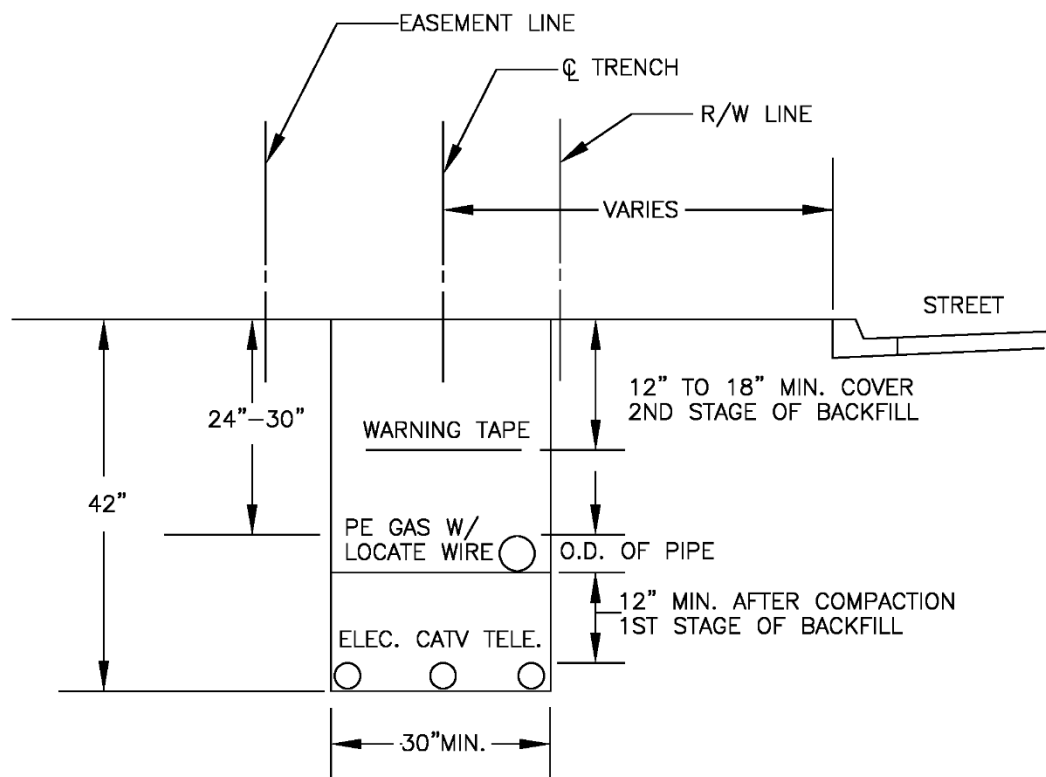 EASEMENT LINE
℄ TRENCH
R/W LINE
VARIES
STREET
12” TO 18” MIN. COVER
2ND STAGE OF BACKFILL
24”–30”
WARNING TAPE
42”
PE GAS W/
LOCATE WIRE
O.D. OF PIPE
12” MIN. AFTER COMPACTION
1ST STAGE OF BACKFILL
ELEC. CATV TELE.
30”MIN.